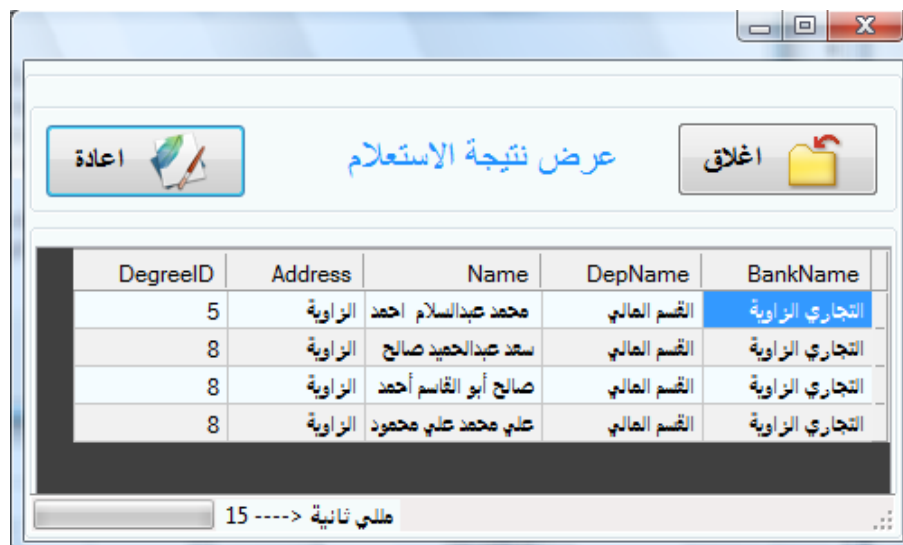 اغلاق عرض نتيجة الاستعلام اعادة
BankName DepName Name Address DegreeID
التجاري الزاوية القسم المالي محمد عبدالسلام احمد الزاوية 5
التجاري الزاوية القسم المالي سعد عبدالحميد صالح الزاوية 8
التجاري الزاوية القسم المالي صالح أبو القاسم أحمد الزاوية 8
التجاري الزاوية القسم المالي علي محمد علي محمود الزاوية 8
مللي ثانية <---- 15